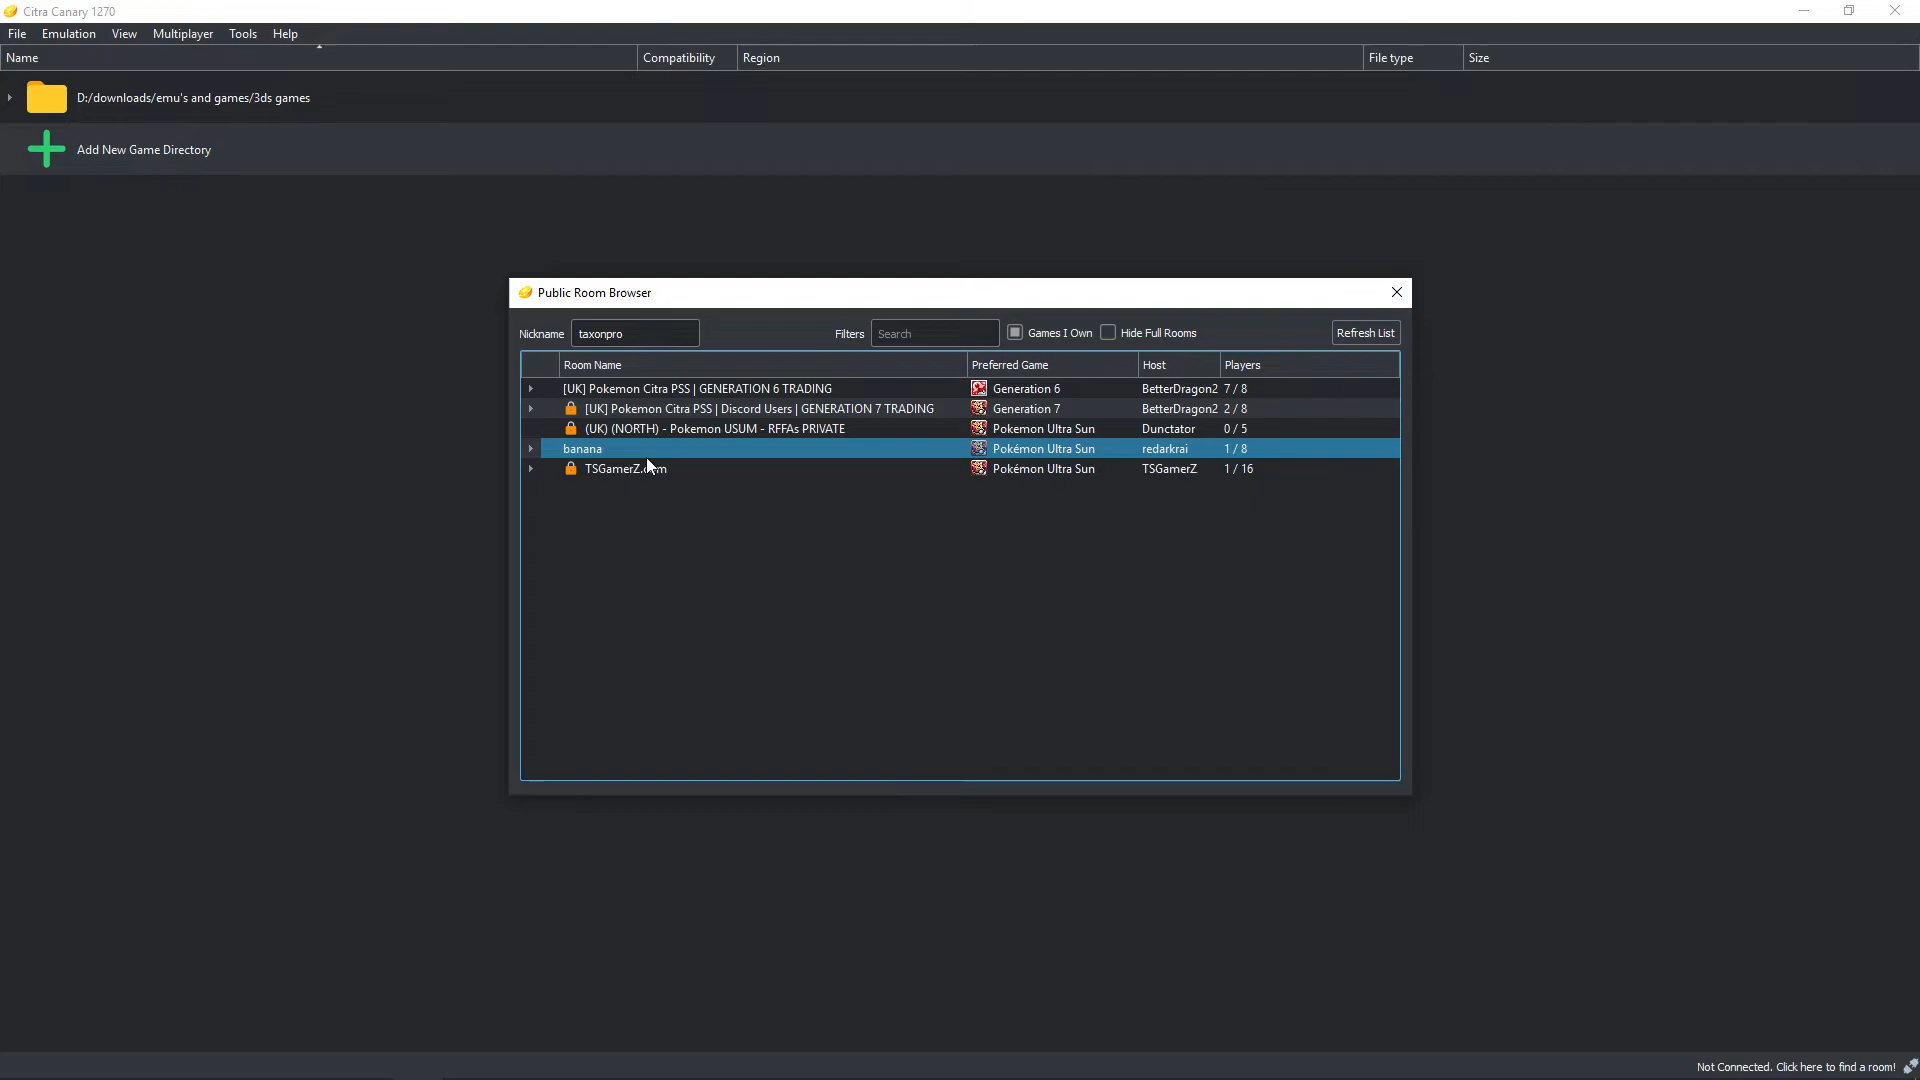 Citra Canary 1270
File Emulation View Multiplayer Tools Help
Name Compatibility Region File type Size
D:/downloads/emu's and games/3ds games
Add New Game Directory
Public Room Browser
Nickname taxonpro Filters Search Games I Own Hide Full Rooms Refresh List
Room Name Preferred Game Host Players
[UK] Pokemon Citra PSS | GENERATION 6 TRADING Generation 6 BetterDragon2 7 / 8
[UK] Pokemon Citra PSS | Discord Users | GENERATION 7 TRADING Generation 7 BetterDragon2 2 / 8
(UK) (NORTH) - Pokemon USUM - RFFAs PRIVATE Pokemon Ultra Sun Dunctator 0 / 5
banana Pokémon Ultra Sun redarkrai 1 / 8
TSGamerZ.com Pokémon Ultra Sun TSGamerZ 1 / 16
Not Connected. Click here to find a room!